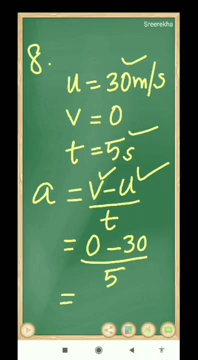 Sreerekha
8.
u = 30m/s
v = 0
t = 5s
a = v-u/t
= 0-30/5
=